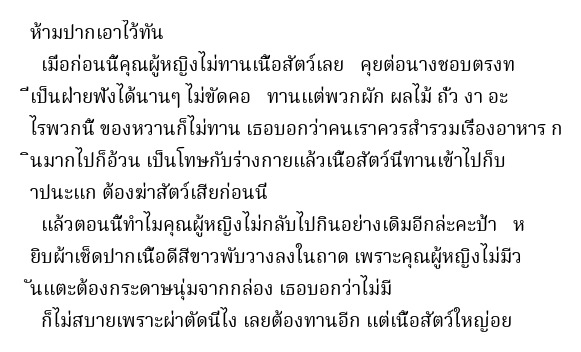 ห้ามปากเอาไว้ทัน
เมื่อก่อนนี้คุณผู้หญิงไม่ทานเนื้อสัตว์เลย คุยต่อนางชอบตรงท
ี่เป็นฝ่ายฟังได้นานๆ ไม่ขัดคอ ทานแต่พวกผัก ผลไม้ ถั่ว งา อะ
ไรพวกนี้ ของหวานก็ไม่ทาน เธอบอกว่าคนเราควรสำรวมเรื่องอาหาร ก
ินมากไปก็อ้วน เป็นโทษกับร่างกายแล้วเนื้อสัตว์นี่ทานเข้าไปก็บ
าปนะแก ต้องฆ่าสัตว์เสียก่อนนี่
แล้วตอนนี้ทำไมคุณผู้หญิงไม่กลับไปกินอย่างเดิมอีกล่ะคะป้า ห
ยิบผ้าเช็ดปากเนื้อดีสีขาวพับวางลงในถาด เพราะคุณผู้หญิงไม่มีว
ันแตะต้องกระดาษนุ่มจากกล่อง เธอบอกว่าไม่มี
ก็ไม่สบายเพราะผ่าตัดนี่ไง เลยต้องทานอีก แต่เนื้อสัตว์ใหญ่อย